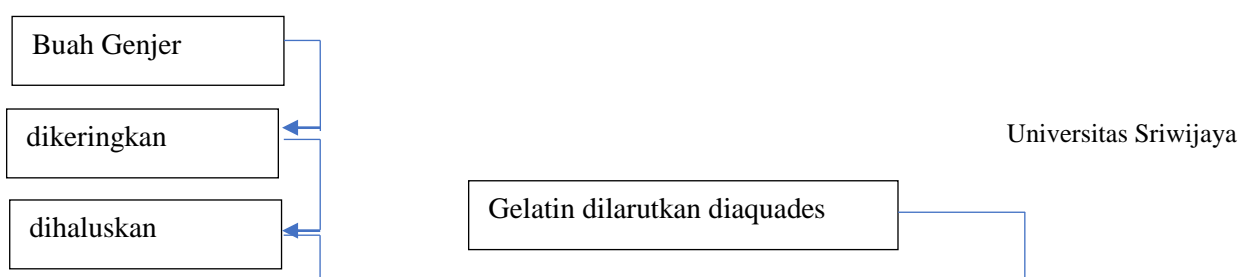 Buah Genjer
dikeringkan
Universitas Sriwijaya
Gelatin dilarutkan diaquades
dihaluskan